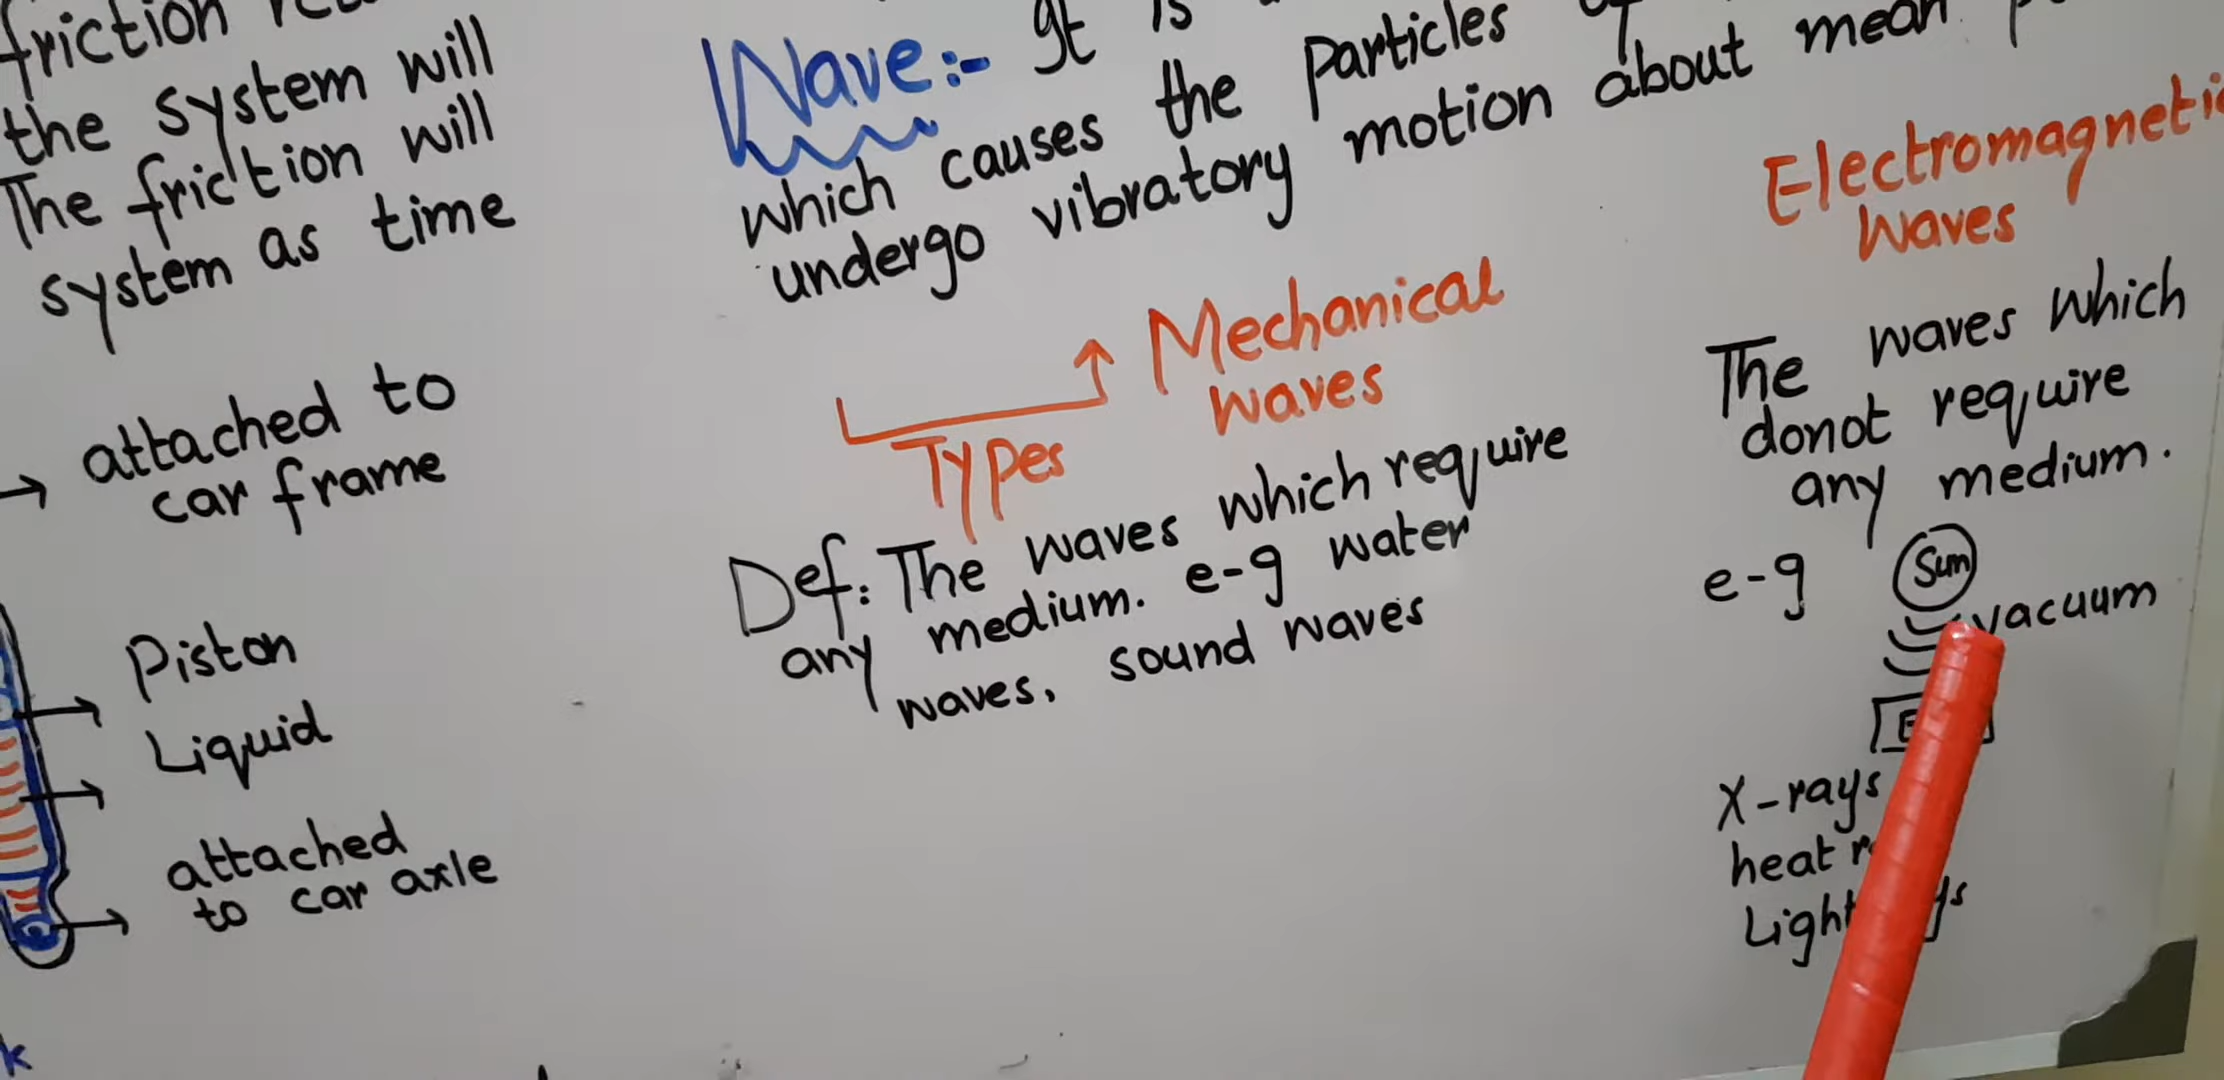 friction
the system will
The friction will
system as time
attached to
car frame
Piston
Liquid
attached
to car axle
k
Wave:- It is
which causes the Particles
undergo vibratory motion about mean
Types
Mechanical
waves
Def: The waves which require
any medium. e-g water
waves, sound waves
Electromagnetic
Waves
The waves which
donot require
any medium.
e-g Sun
vacuum
E
X-rays
heat
Light